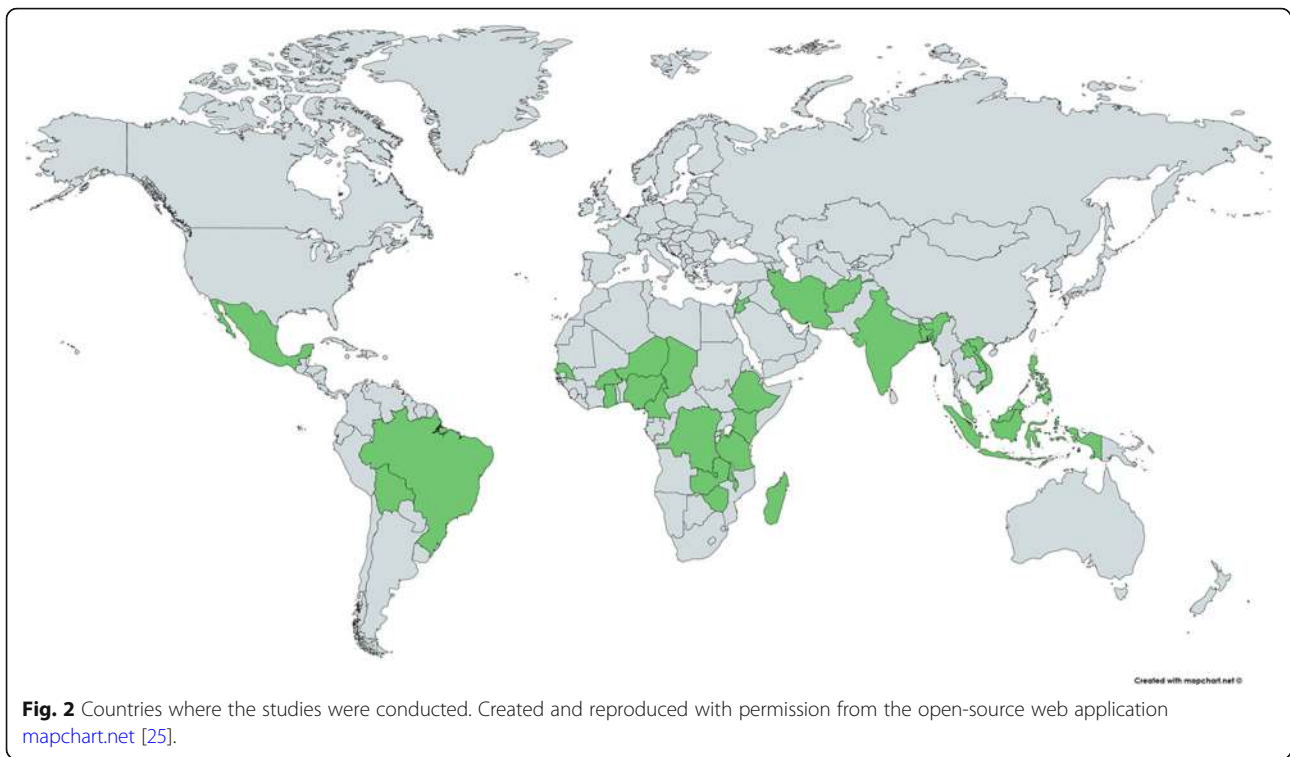 Created with mapchart.net ©
Fig. 2 Countries where the studies were conducted. Created and reproduced with permission from the open-source web application
mapchart.net [25].